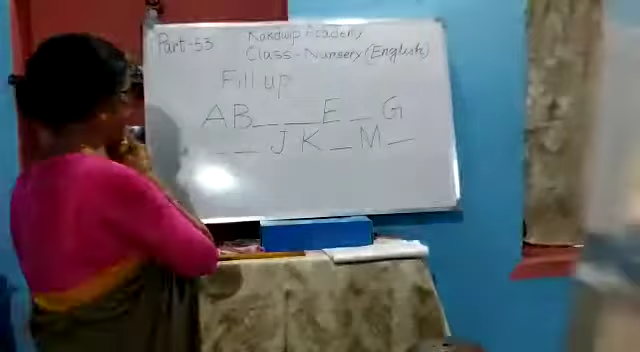 Part-53 Kakdwip Academy
Class - Nursery (English)
Fill up
A B _ _ E _ G
_ _ J K _ M _